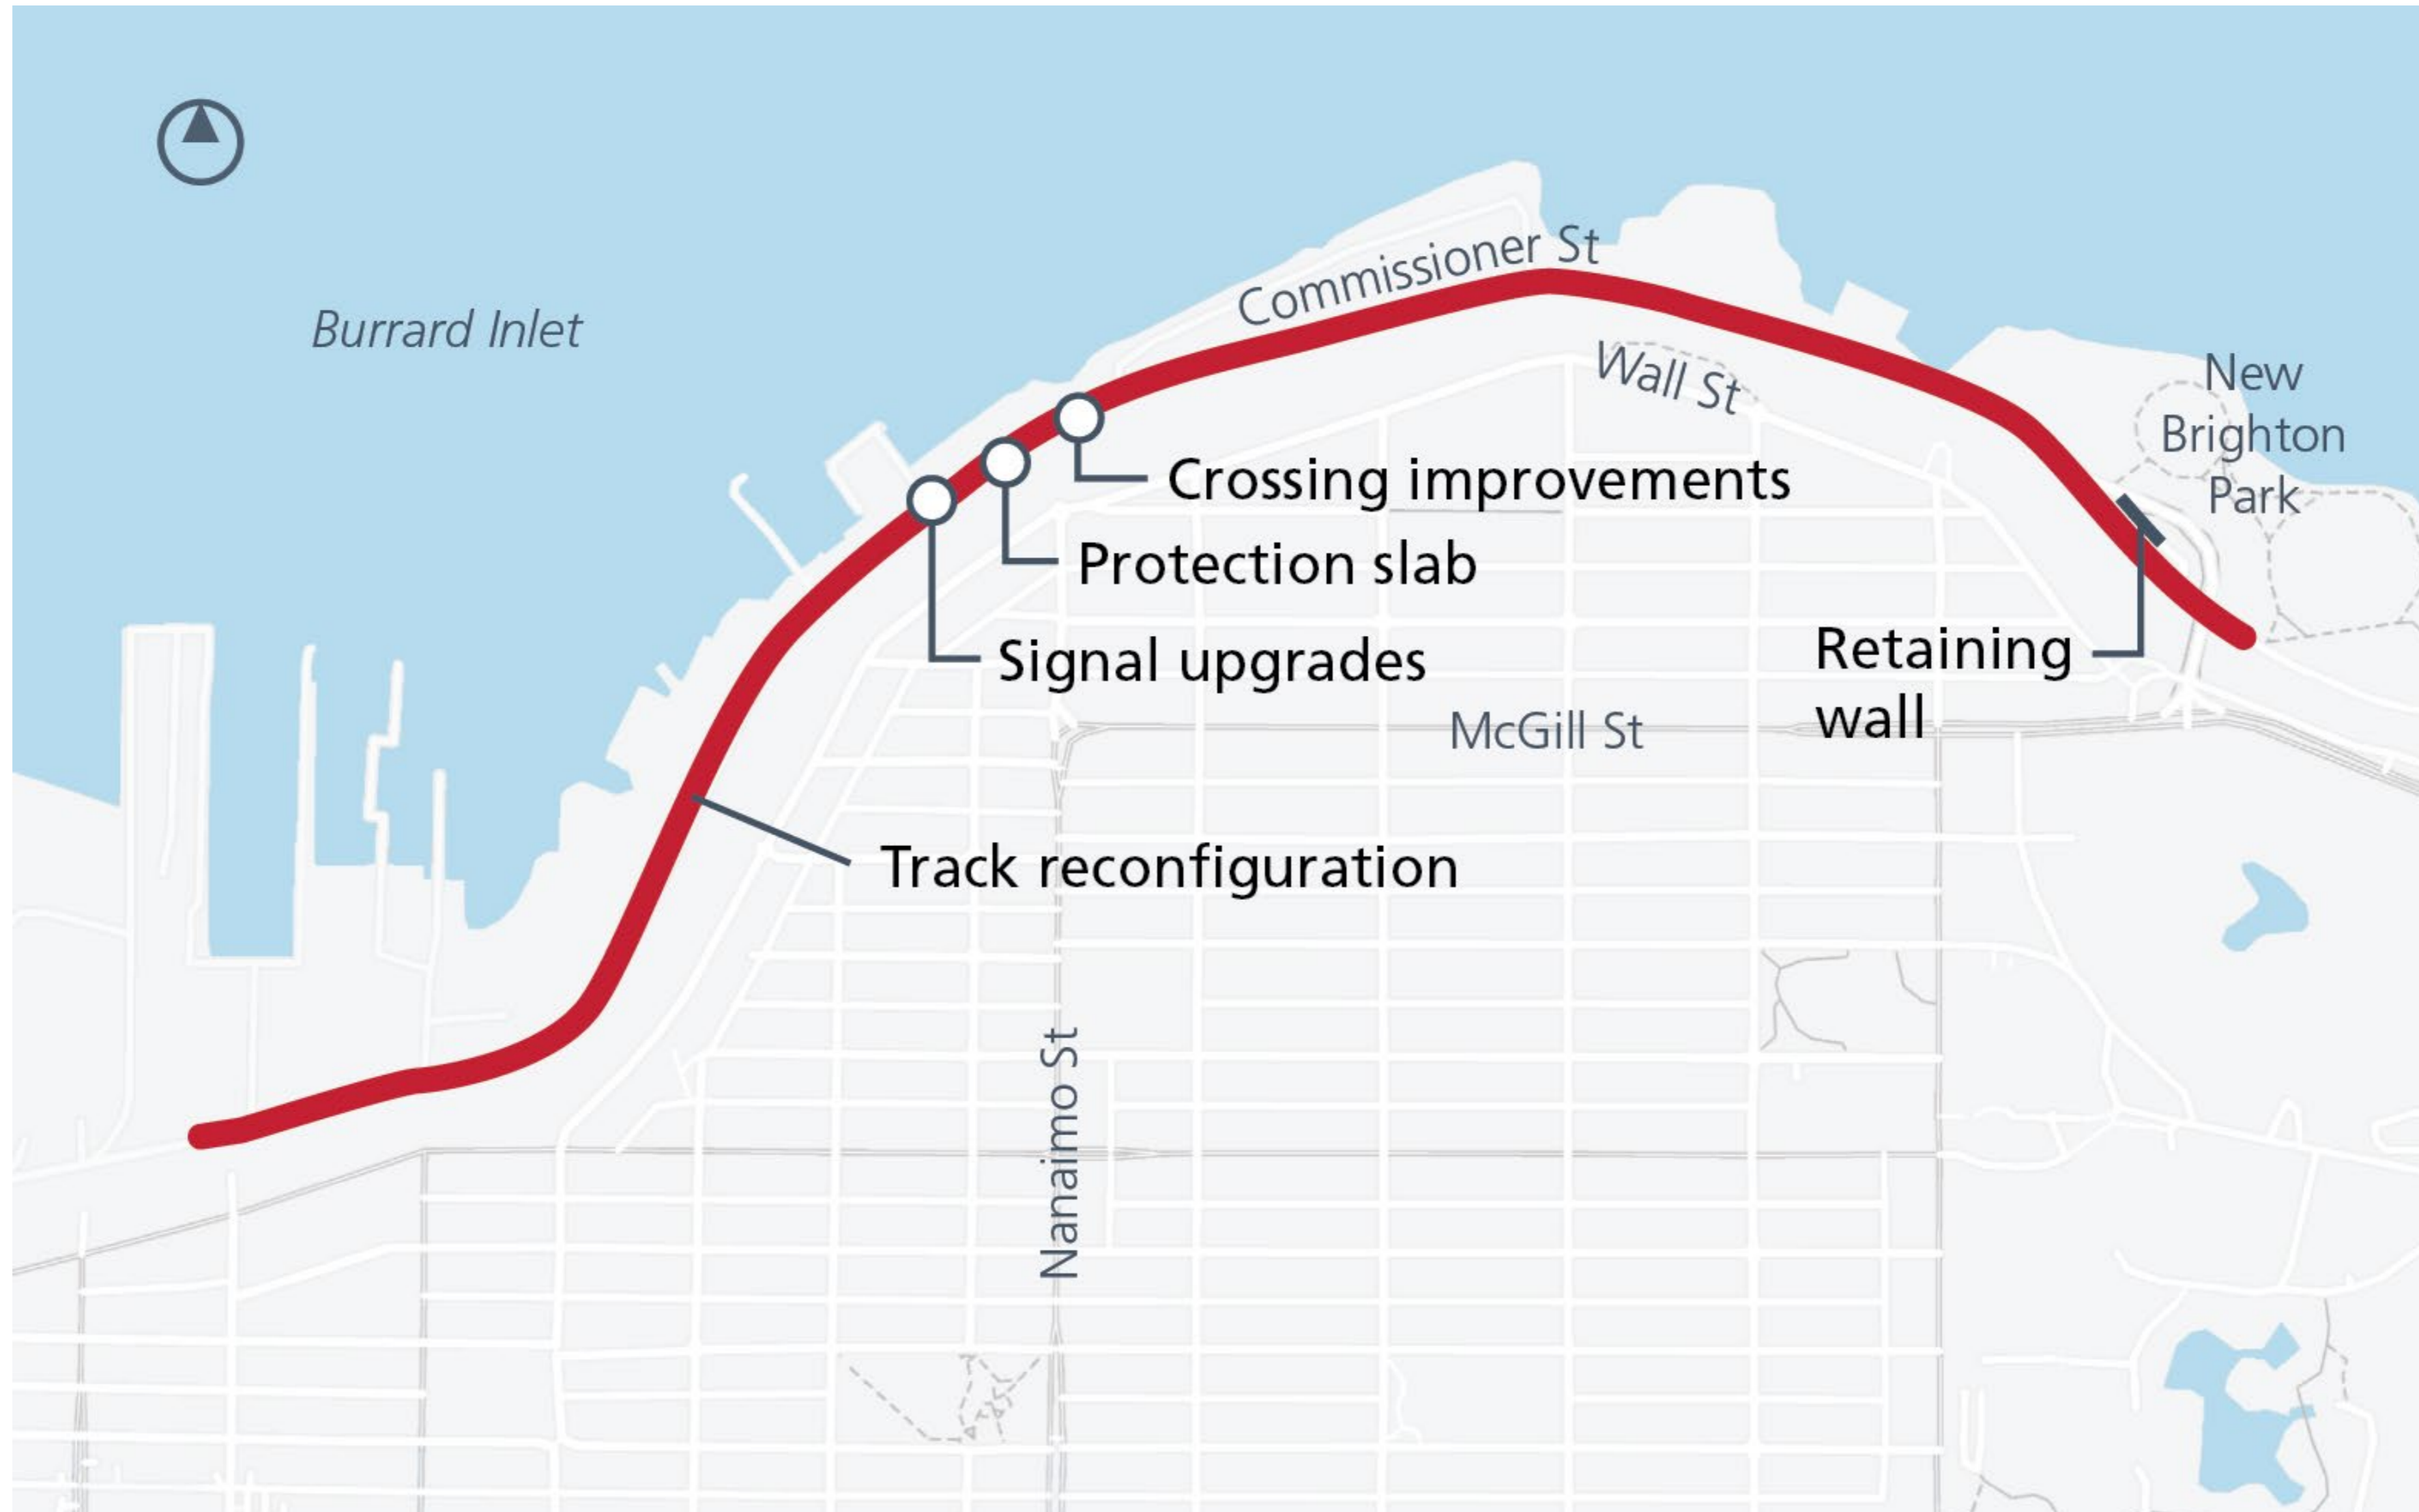 Commissioner St
Burrard Inlet
Wall St
New
Brighton
Park
Crossing improvements
Protection slab
Signal upgrades
Retaining
wall
McGill St
Track reconfiguration
Nanaimo St